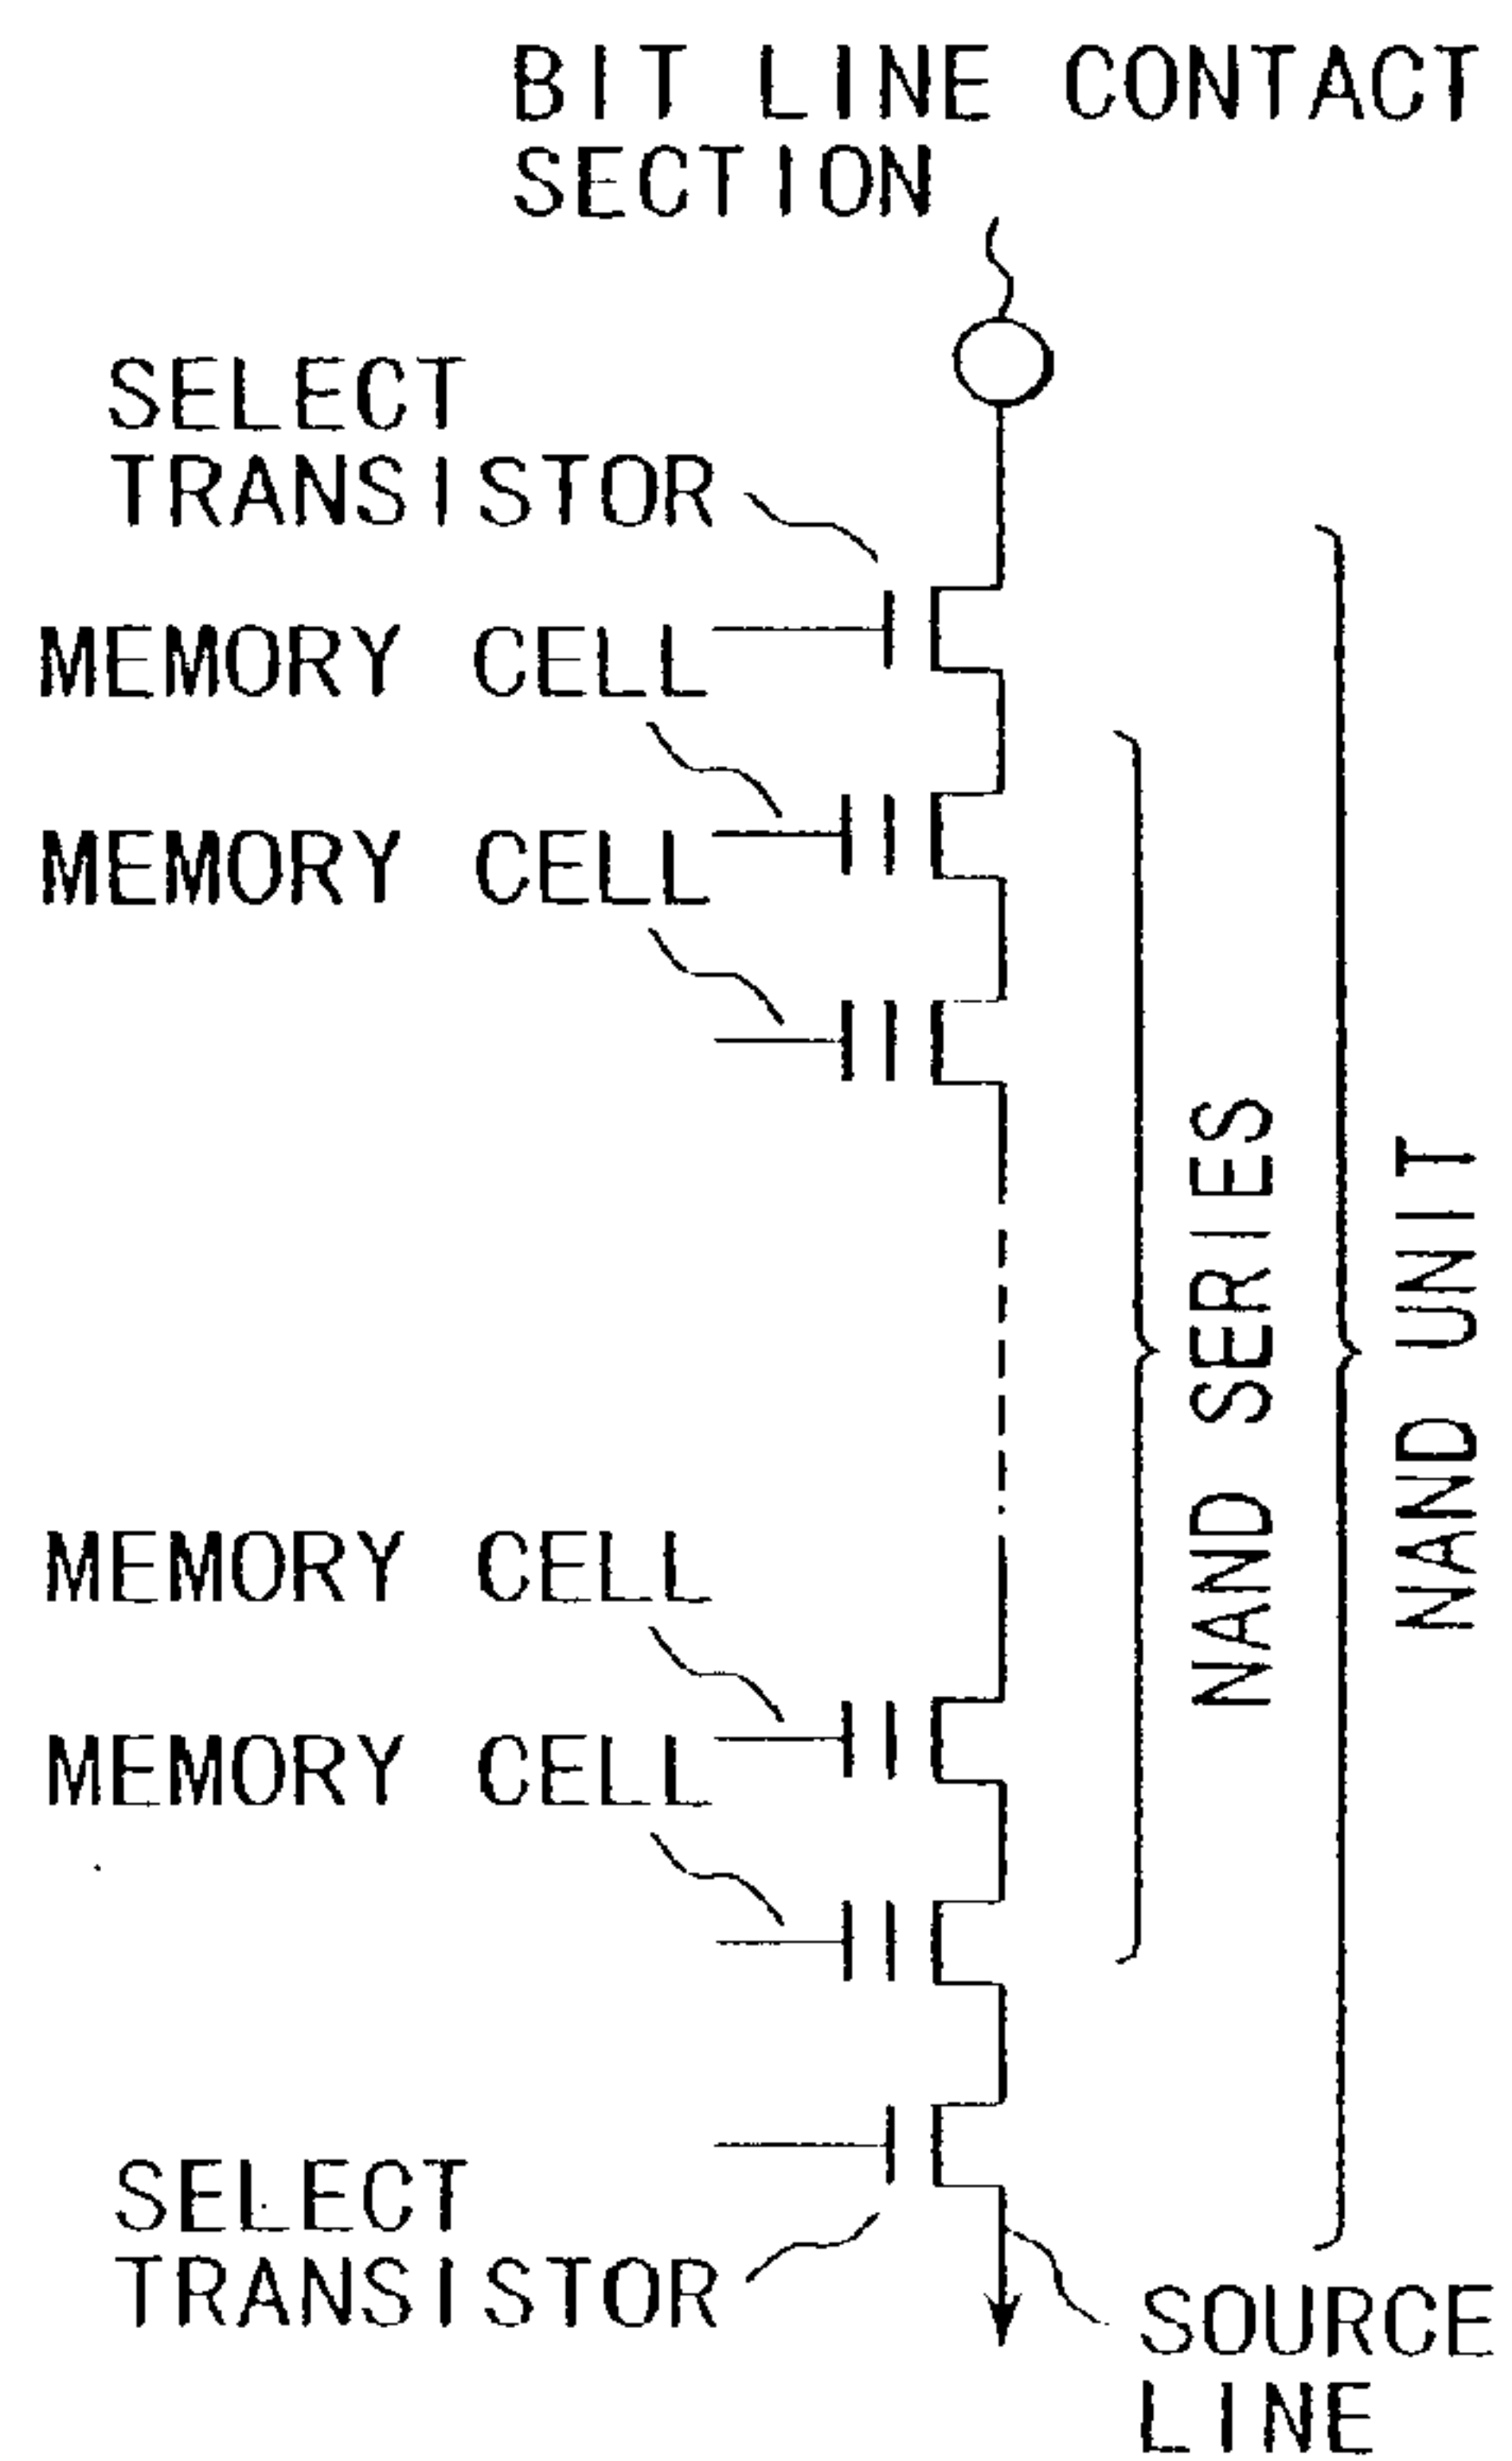 BIT LINE CONTACT
SECTION
SELECT
TRANSISTOR
MEMORY CELL
MEMORY CELL
NAND SERIES
NAND UNIT
MEMORY CELL
MEMORY CELL
SELECT
TRANSISTOR
SOURCE
LINE